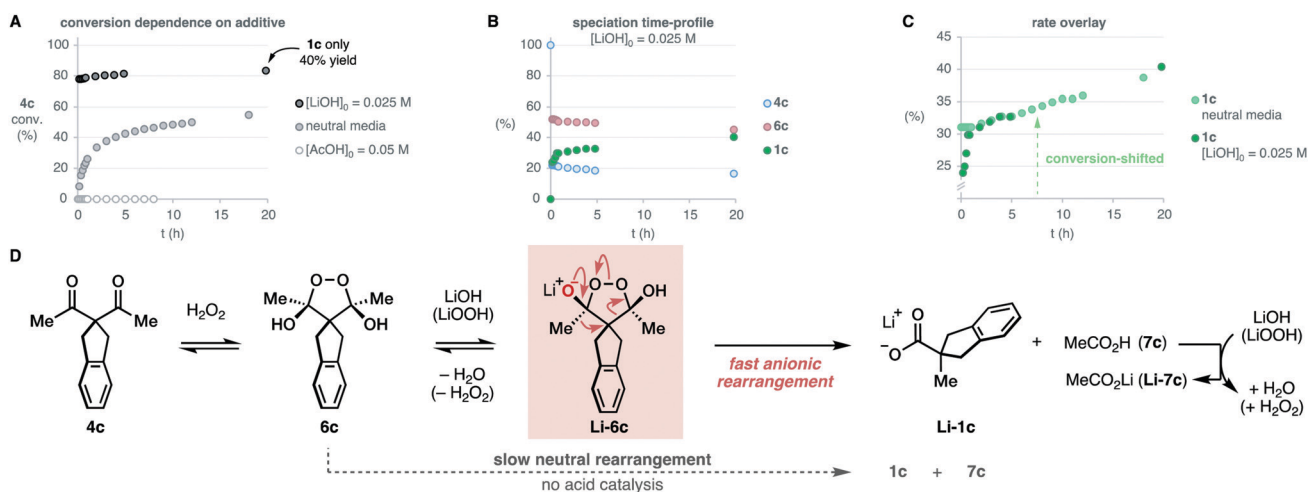 A
conversion dependence on additive
100
80
60
40
20
0
4c
conv.
(%)
0
5
10
15
20
t (h)
1c only
40% yield
[LiOH]₀ = 0.025 M
neutral media
[AcOH]₀ = 0.05 M
B
speciation time-profile
[LiOH]₀ = 0.025 M
100
80
60
40
20
0
(%)
0
5
10
15
20
t (h)
4c
6c
1c
C
rate overlay
45
40
35
30
25
(%)
0
5
10
15
20
t (h)
conversion-shifted
1c
neutral media
1c
[LiOH]₀ = 0.025 M
D
O
O
Me
Me
4c
H₂O₂
O
O
Me
Me
HO
OH
6c
LiOH
(LiOOH)
– H₂O
(– H₂O₂)
Li⁺
O⁻
O
O
OH
Me
Me
Li-6c
fast anionic
rearrangement
Li⁺
O
⁻O
Me
Li-1c
+
MeCO₂H (7c)
MeCO₂Li (Li-7c)
LiOH
(LiOOH)
+ H₂O
(+ H₂O₂)
slow neutral rearrangement
no acid catalysis
1c + 7c